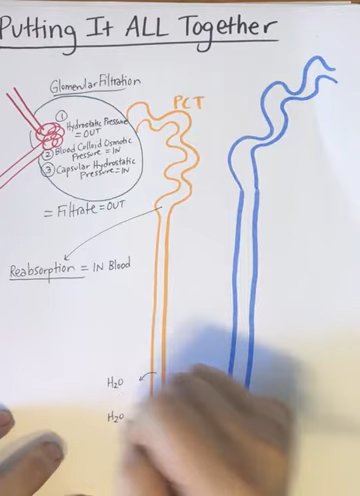 Putting It ALL Together
Glomerular Filtration
PCT
① Hydrostatic Pressure
= OUT
② Blood Colloid Osmotic
Pressure = IN
③ Capsular Hydrostatic
Pressure = IN
= Filtrate = OUT
Reabsorption = IN Blood
H₂O
H₂O